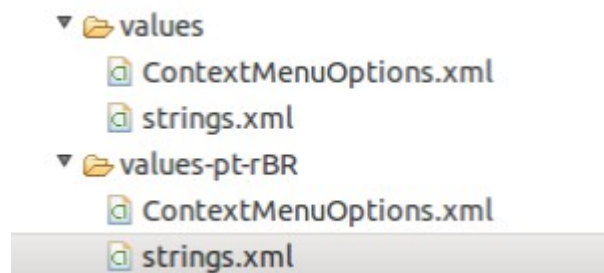 values
ContextMenuOptions.xml
strings.xml
values-pt-rBR
ContextMenuOptions.xml
strings.xml